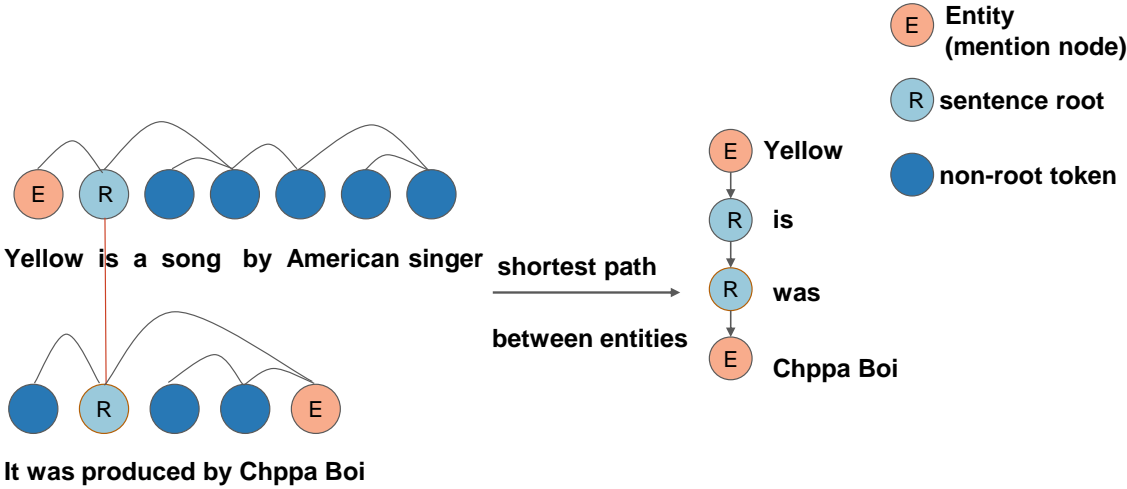 E Entity
(mention node)
R sentence root
non-root token
E R
Yellow is a song by American singer
R E
It was produced by Chppa Boi
shortest path
between entities
E Yellow
R is
R was
E Chppa Boi